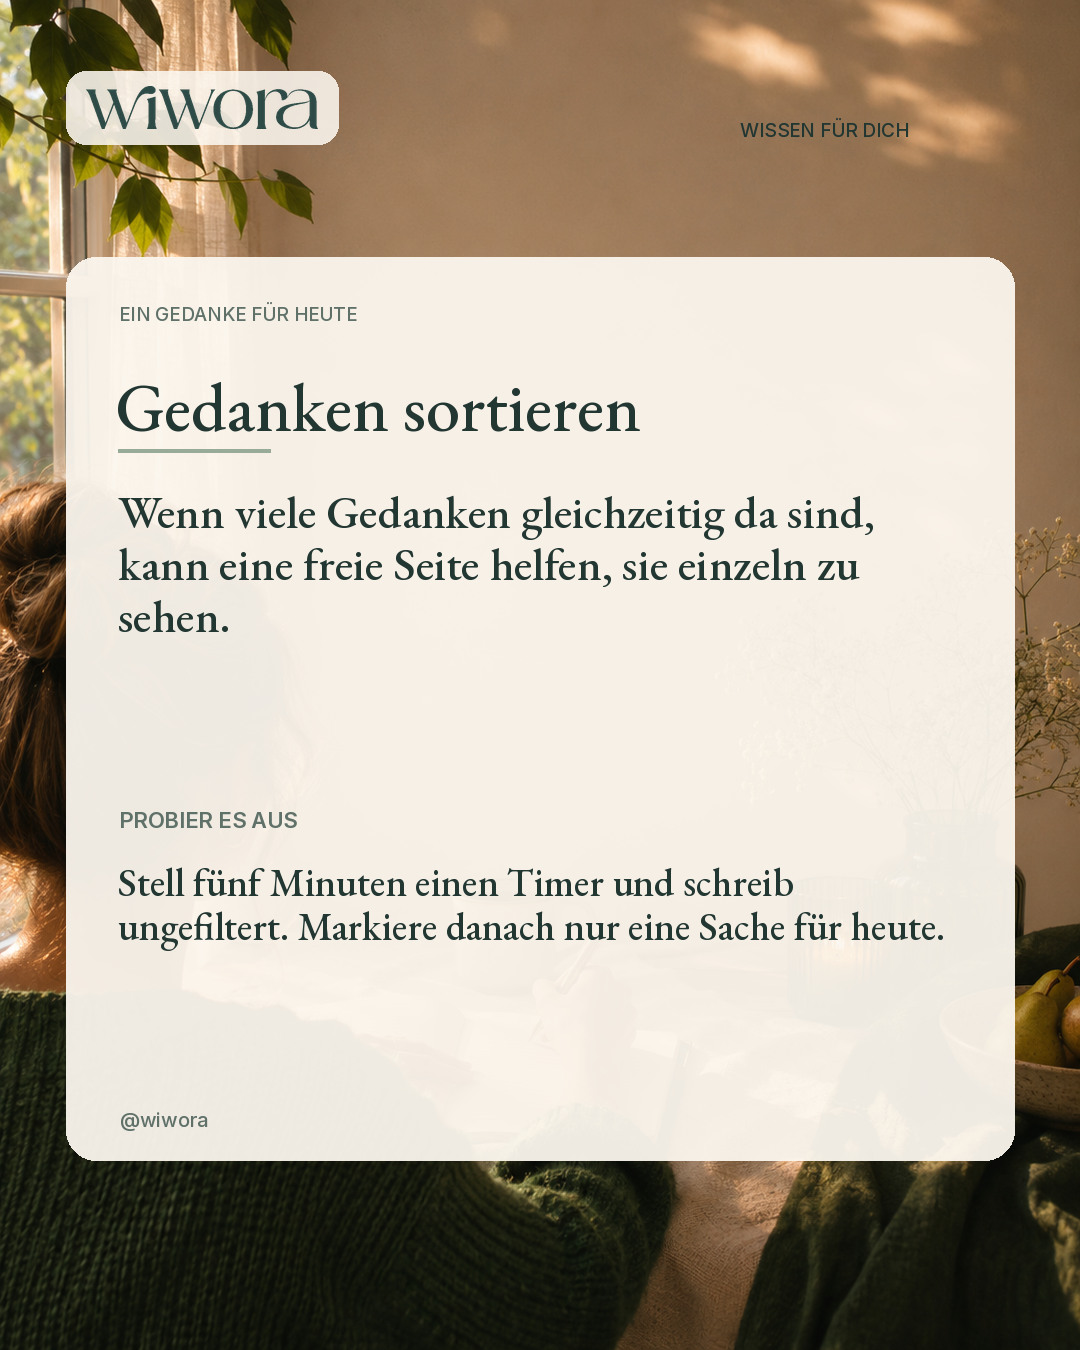 wiwora
WISSEN FÜR DICH
EIN GEDANKE FÜR HEUTE
Gedanken sortieren
Wenn viele Gedanken gleichzeitig da sind,
kann eine freie Seite helfen, sie einzeln zu
sehen.
PROBIER ES AUS
Stell fünf Minuten einen Timer und schreib
ungefiltert. Markiere danach nur eine Sache für heute.
@wiwora